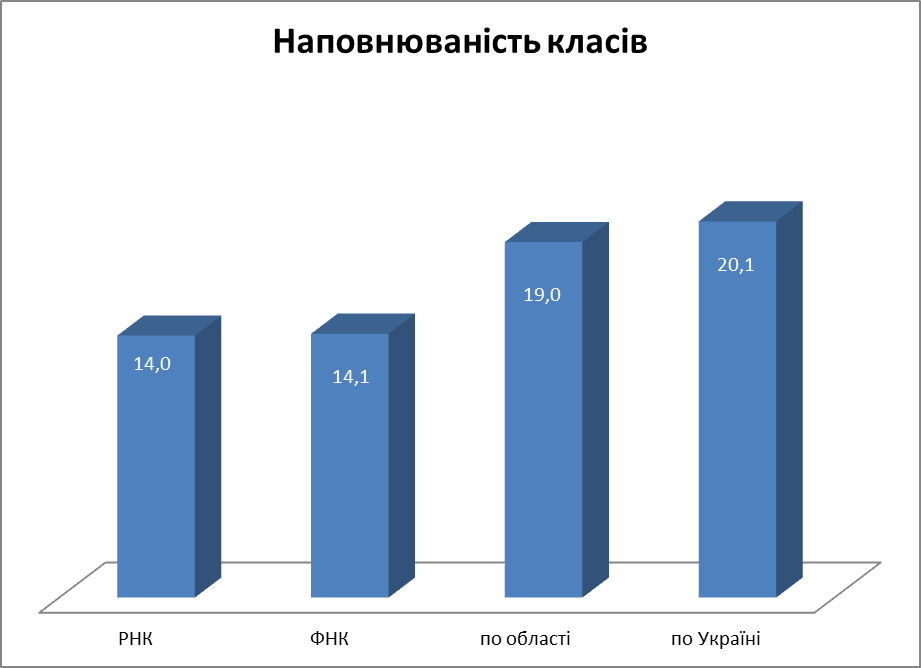 Наповнюваність класів
14,0
14,1
19,0
20,1
РНК
ФНК
по області
по Україні